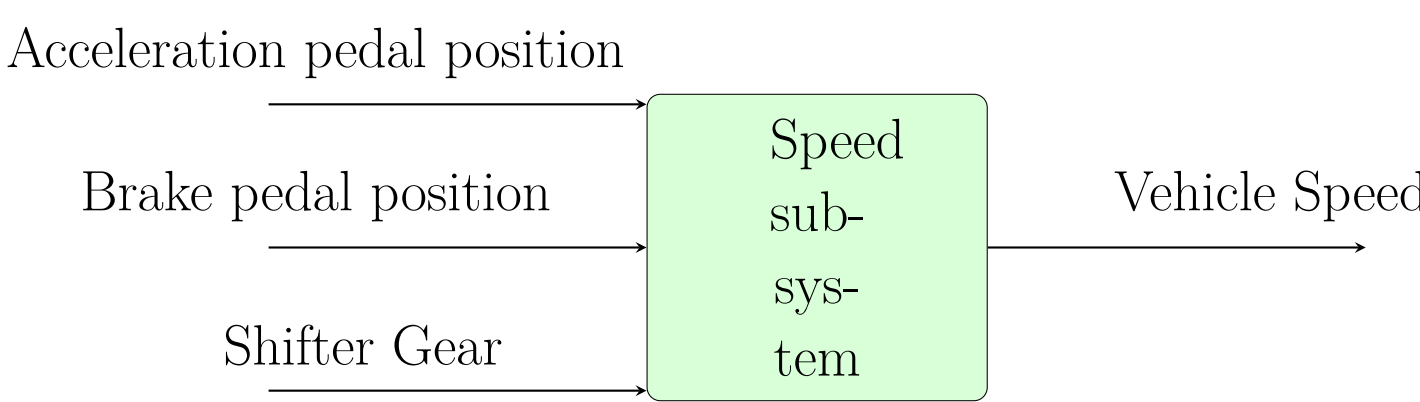 Acceleration pedal position
Brake pedal position
Shifter Gear
Speed
sub-
sys-
tem
Vehicle Speed